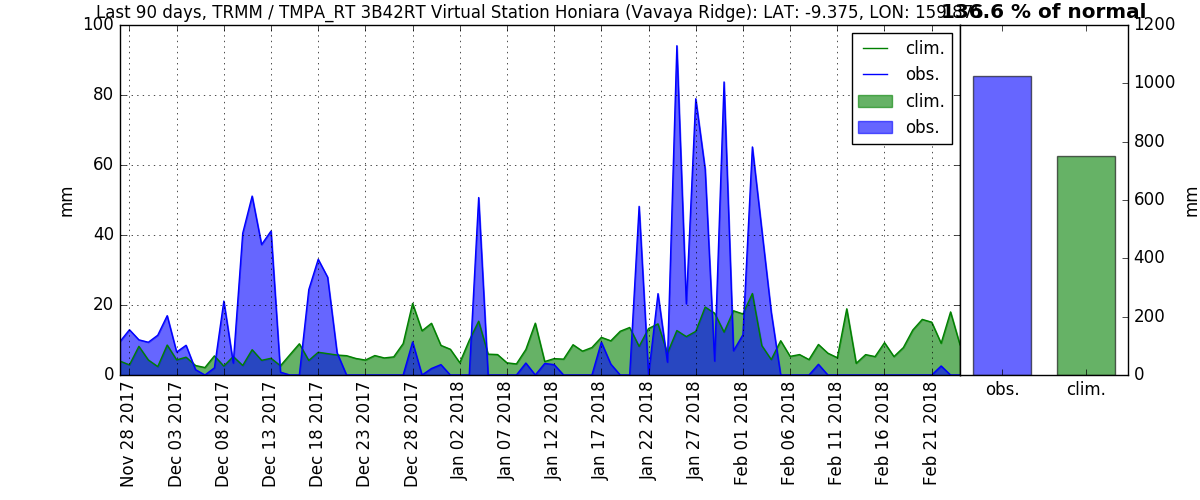 Last 90 days, TRMM / TMPA_RT 3B42RT Virtual Station Honiara (Vavaya Ridge): LAT: -9.375, LON:
136.6 % of normal
100
80
60
40
20
0
mm
clim.
obs.
clim.
obs.
1200
1000
800
600
400
200
0
mm
obs.
clim.
Nov 28 2017
Dec 03 2017
Dec 08 2017
Dec 13 2017
Dec 18 2017
Dec 23 2017
Dec 28 2017
Jan 02 2018
Jan 07 2018
Jan 12 2018
Jan 17 2018
Jan 22 2018
Jan 27 2018
Feb 01 2018
Feb 06 2018
Feb 11 2018
Feb 16 2018
Feb 21 2018